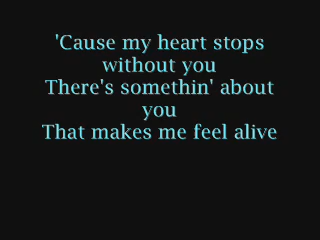 'Cause my heart stops
without you
There's somethin' about
you
That makes me feel alive